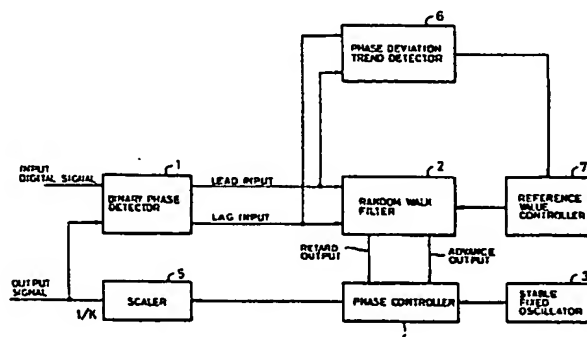 6
PHASE DEVIATION
TREND DETECTOR
1
2
7
INPUT
DIGITAL SIGNAL
BINARY PHASE
DETECTOR
LEAD INPUT
LAG INPUT
RANDOM WALK
FILTER
REFERENCE
VALUE
CONTROLLER
RETARD
OUTPUT
ADVANCE
OUTPUT
OUTPUT
SIGNAL
5
3
SCALER
PHASE CONTROLLER
STABLE
FIXED
OSCILLATOR
1/K